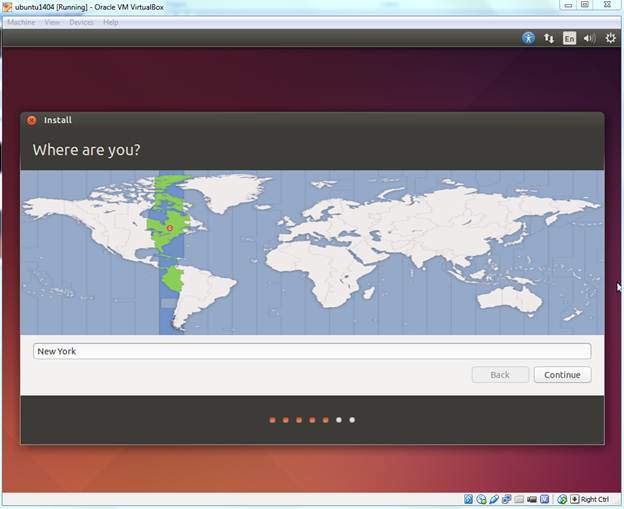 ubuntu1404 [Running] - Oracle VM VirtualBox
Machine View Devices Help
En
Install
Where are you?
New York
Back Continue
Right Ctrl